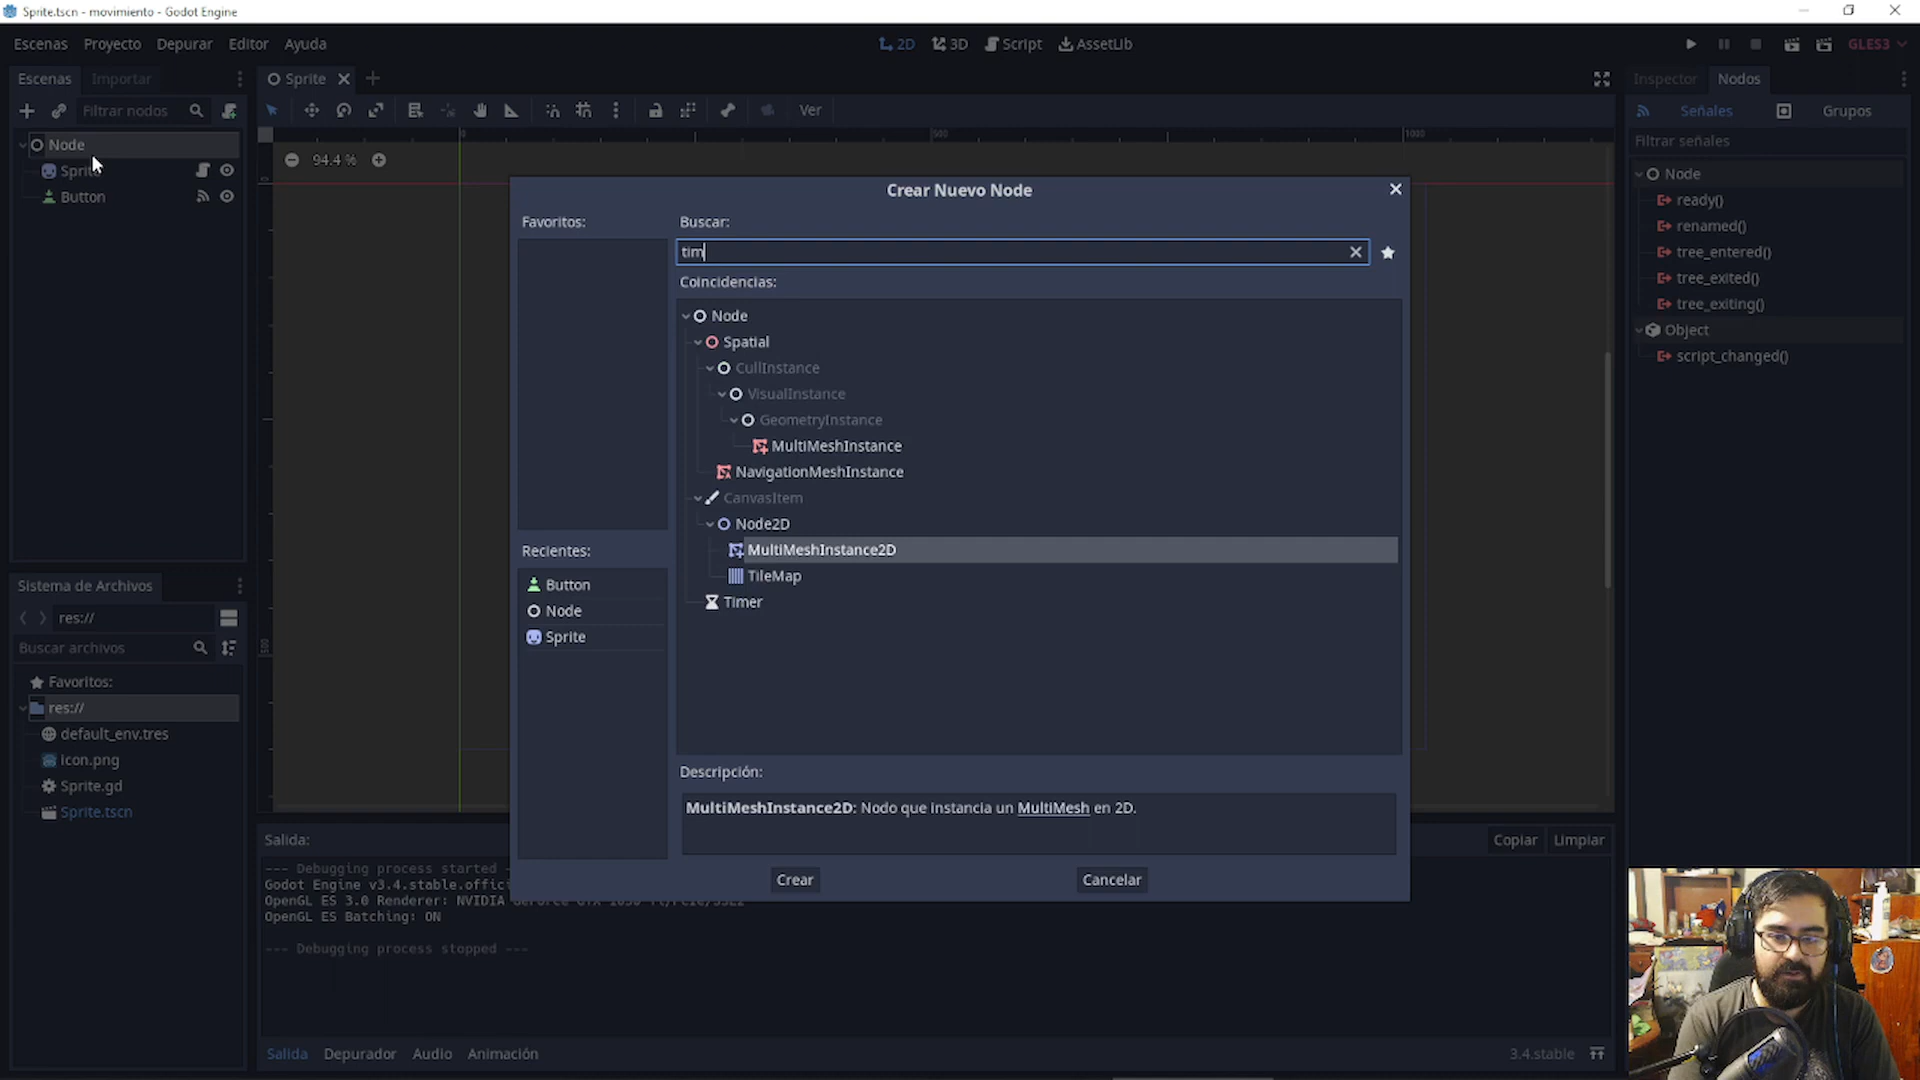 Sprite.tscn - movimiento - Godot Engine
Escenas Proyecto Depurar Editor Ayuda
2D 3D Script AssetLib
GLES3
Escenas Importar
Sprite
Inspector Nodos
Filtrar nodos
Ver
Señales Grupos
0 500 1000
Filtrar señales
Node
Sprite
Button
94.4 %
Node
ready()
renamed()
tree_entered()
tree_exited()
tree_exiting()
Object
script_changed()
Crear Nuevo Node
Favoritos:
Buscar:
tim
Coincidencias:
Node
Spatial
CullInstance
VisualInstance
GeometryInstance
MultiMeshInstance
NavigationMeshInstance
CanvasItem
Node2D
MultiMeshInstance2D
TileMap
Timer
Recientes:
Button
Node
Sprite
Descripción:
MultiMeshInstance2D: Nodo que instancia un MultiMesh en 2D.
Crear Cancelar
Sistema de Archivos
res://
Buscar archivos
Favoritos:
res://
default_env.tres
icon.png
Sprite.gd
Sprite.tscn
Salida:
Copiar Limpiar
--- Debugging process started
Godot Engine v3.4.stable.offici
OpenGL ES 3.0 Renderer: NVIDIA
OpenGL ES Batching: ON
--- Debugging process stopped ---
Salida Depurador Audio Animación
3.4.stable